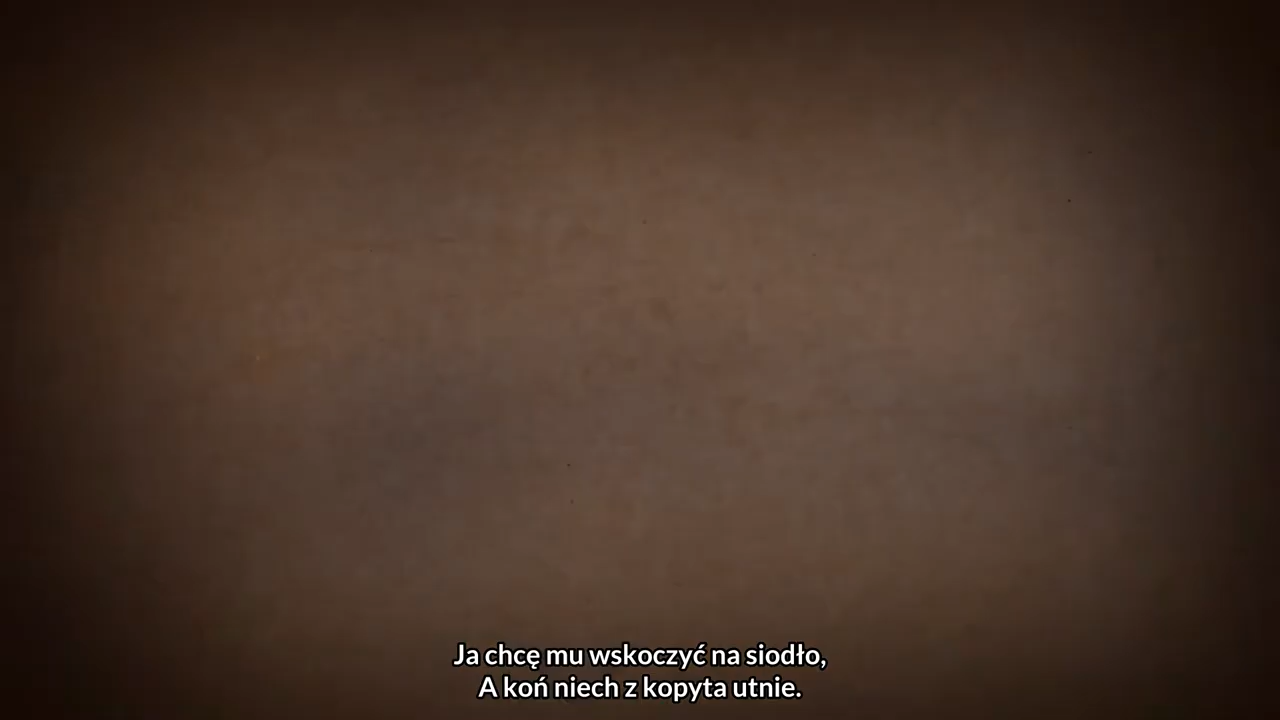 Ja chcę mu wskoczyć na siodło,
A koń niech z kopyta utnie.